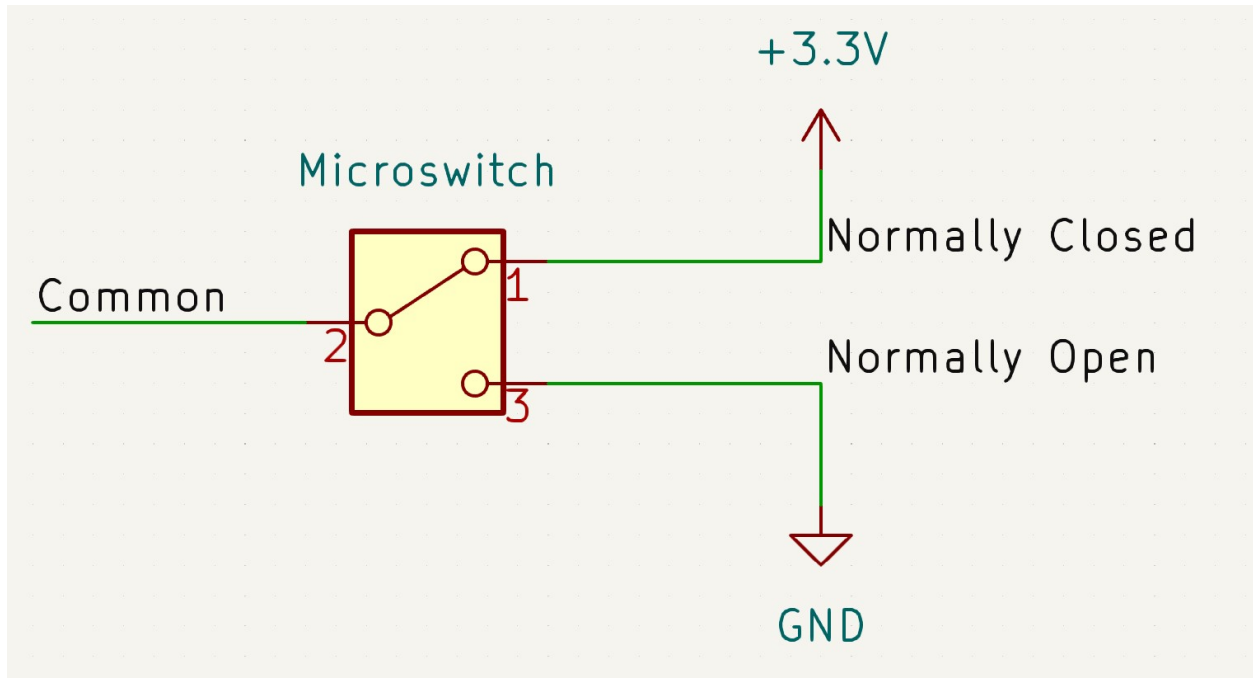 +3.3V
Microswitch
Normally Closed
1
Common
2
Normally Open
3
GND